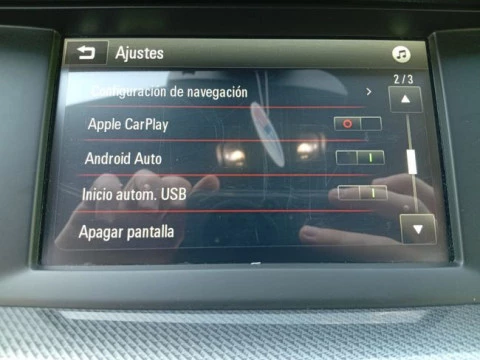 Ajustes
2/3
Configuración de navegación
Apple CarPlay
Android Auto
Inicio autom. USB
Apagar pantalla